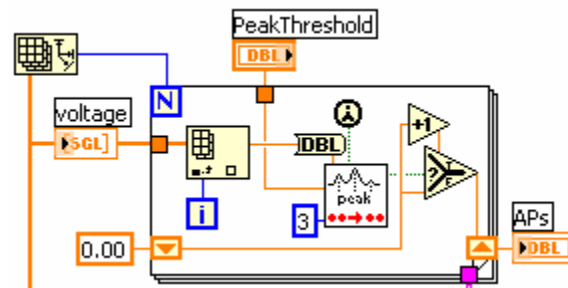 PeakThreshold
DBL
voltage
N
SGL]
DBL
+1
? T F
peak
i
3
APs
0.00
DBL